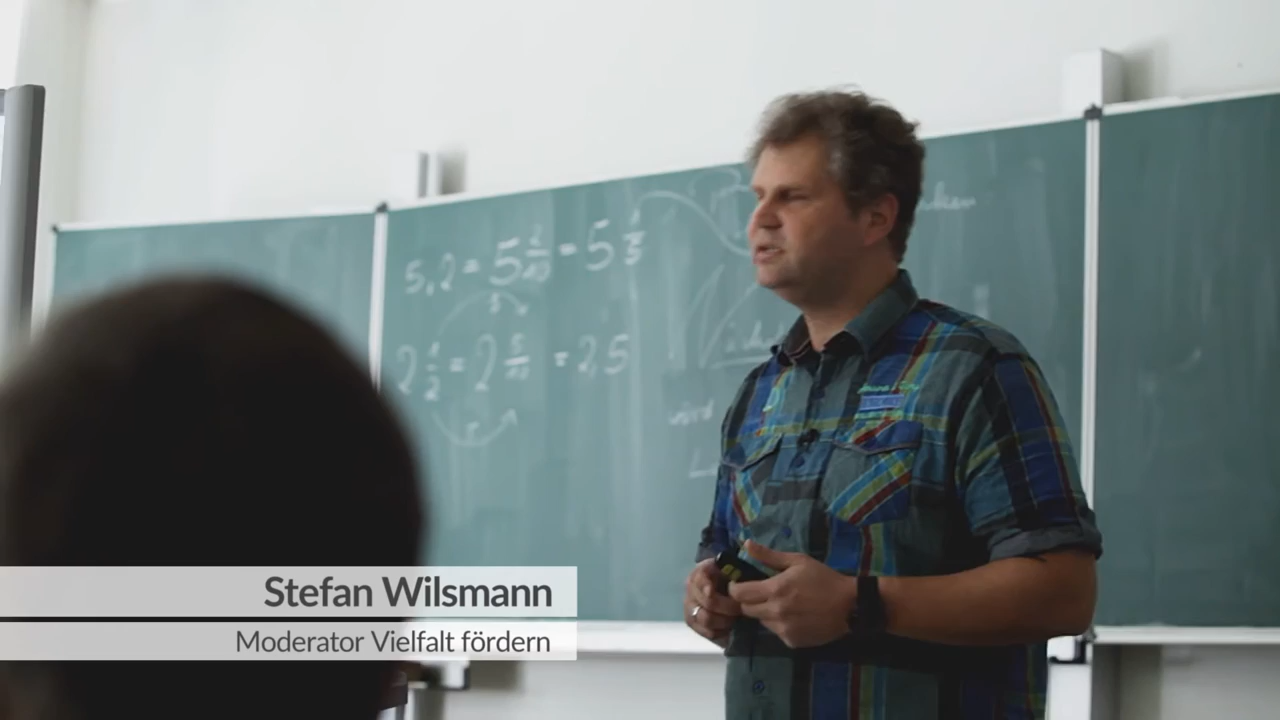 5,2 = 5 2/10 = 5 1/5
2 1/2 = 2 5/10 = 2,5
wird
Stefan Wilsmann
Moderator Vielfalt fördern